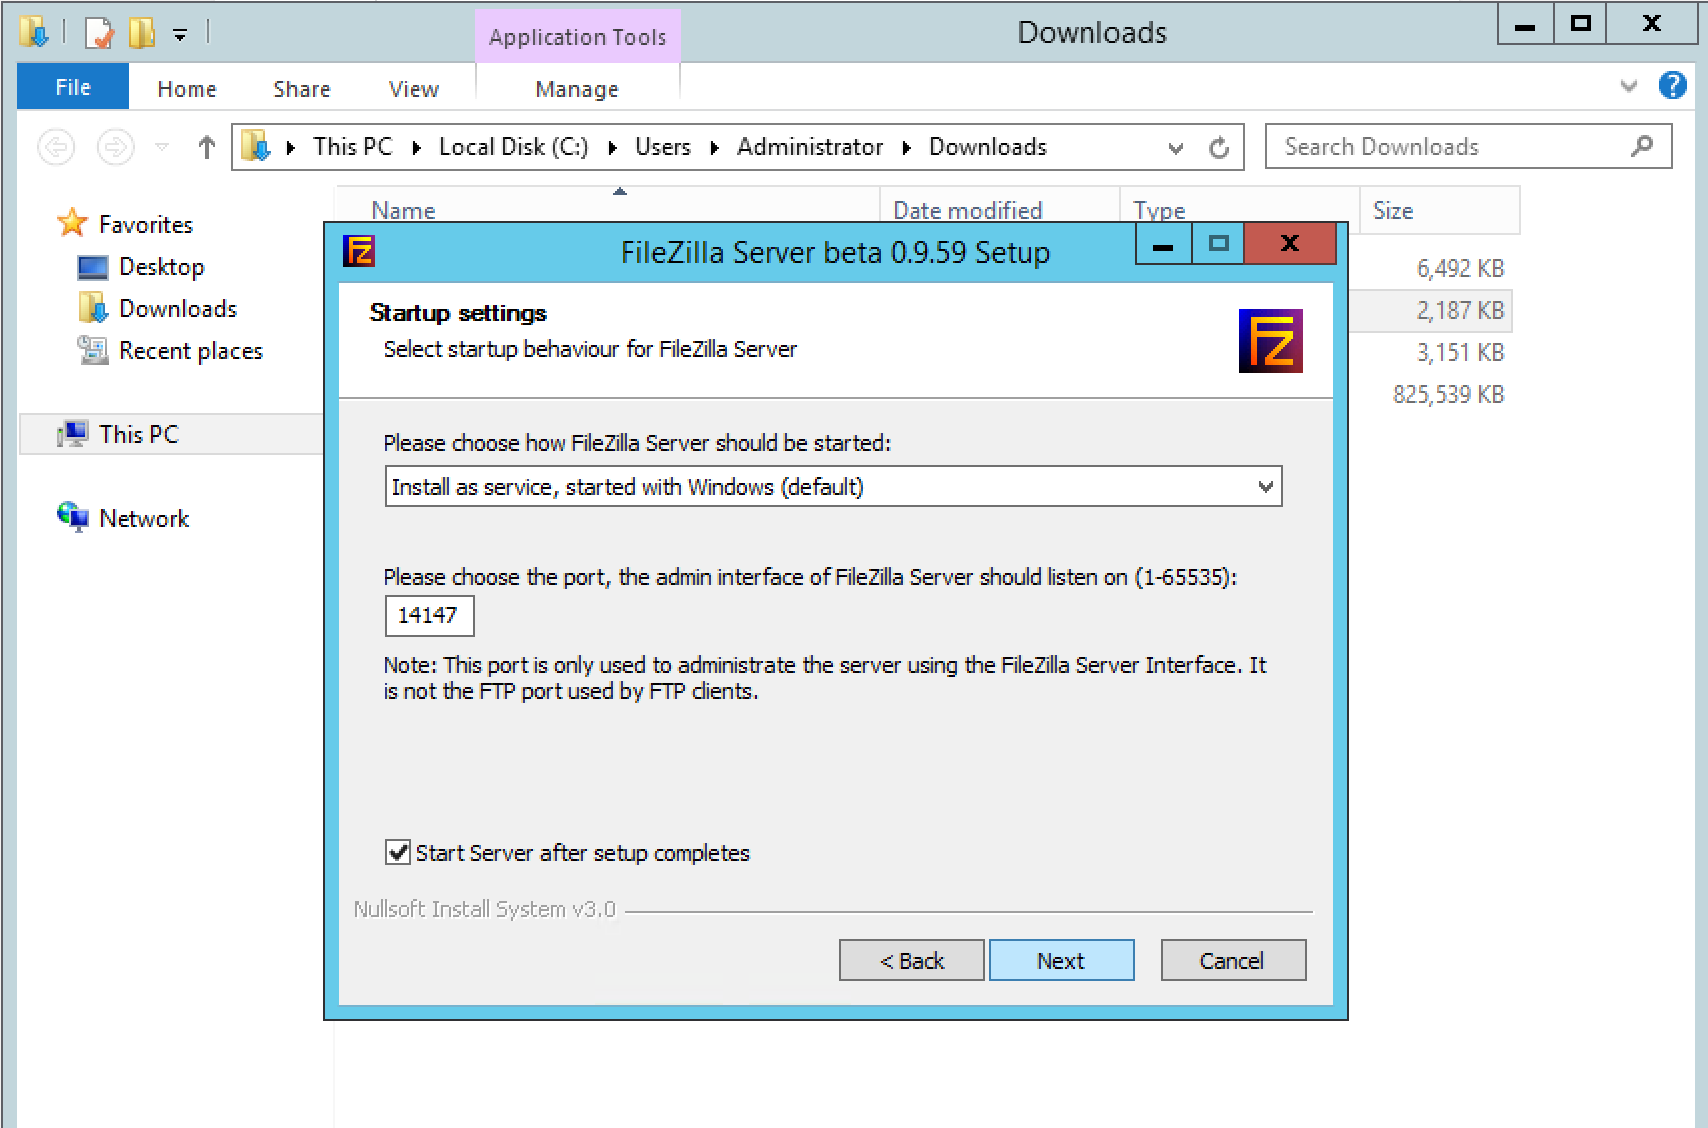 Application Tools
Downloads
File
Home
Share
View
Manage
This PC
Local Disk (C:)
Users
Administrator
Downloads
Search Downloads
Name
Date modified
Type
Size
Favorites
Desktop
Downloads
Recent places
This PC
Network
6,492 KB
2,187 KB
3,151 KB
825,539 KB
FileZilla Server beta 0.9.59 Setup
Startup settings
Select startup behaviour for FileZilla Server
Please choose how FileZilla Server should be started:
Install as service, started with Windows (default)
Please choose the port, the admin interface of FileZilla Server should listen on (1-65535):
14147
Note: This port is only used to administrate the server using the FileZilla Server Interface. It
is not the FTP port used by FTP clients.
Start Server after setup completes
Nullsoft Install System v3.0
< Back
Next
Cancel